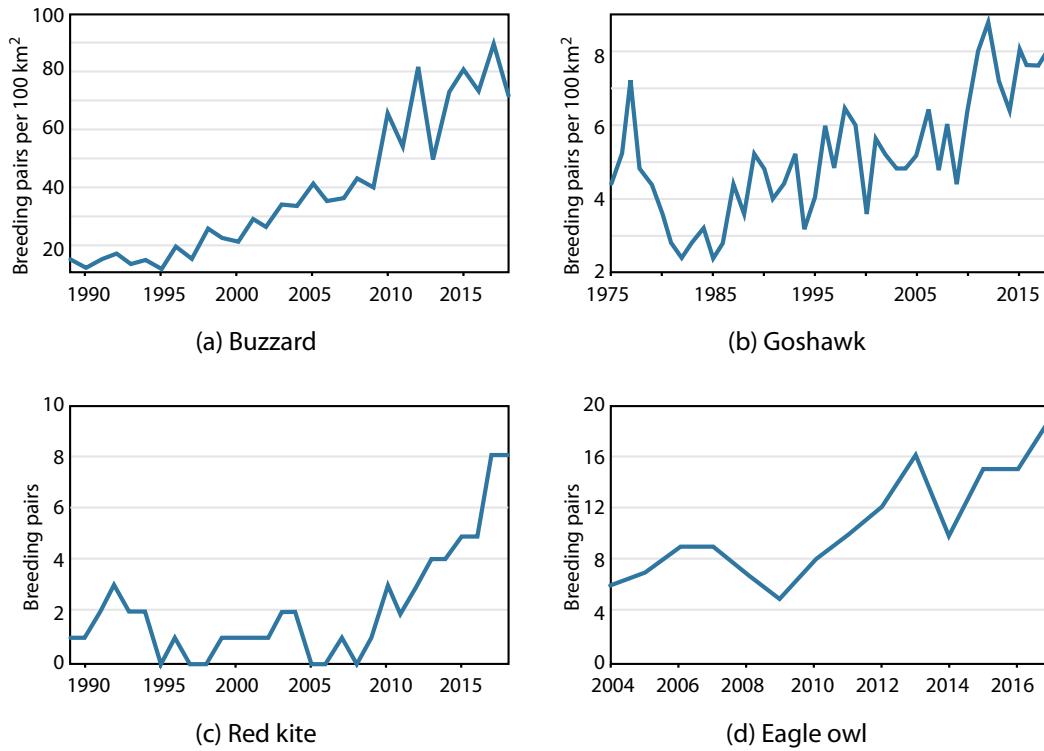 Breeding pairs per 100 km²
100
80
60
40
20
1990 1995 2000 2005 2010 2015
(a) Buzzard
Breeding pairs per 100 km²
8
6
4
2
1975 1985 1995 2005 2015
(b) Goshawk
Breeding pairs
10
8
6
4
2
0
1990 1995 2000 2005 2010 2015
(c) Red kite
Breeding pairs
20
16
12
8
4
0
2004 2006 2008 2010 2012 2014 2016
(d) Eagle owl